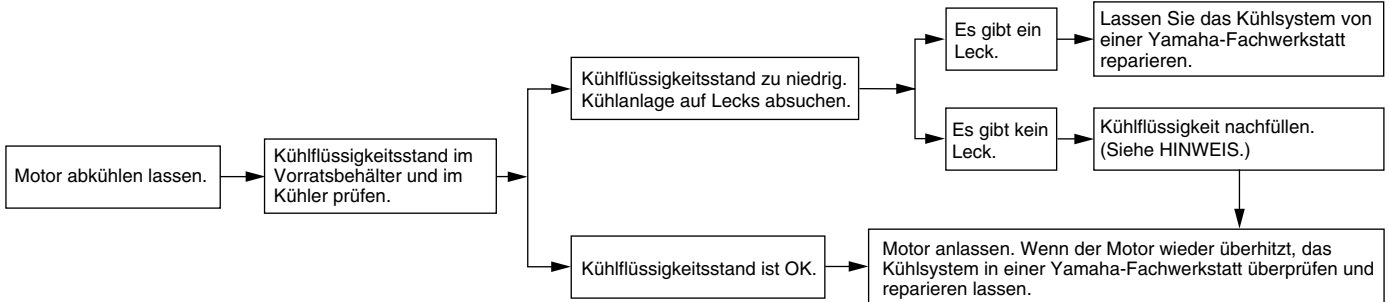 Motor abkühlen lassen.
Kühlflüssigkeitsstand im
Vorratsbehälter und im
Kühler prüfen.
Kühlflüssigkeitsstand zu niedrig.
Kühlanlage auf Lecks absuchen.
Es gibt ein
Leck.
Lassen Sie das Kühlsystem von
einer Yamaha-Fachwerkstatt
reparieren.
Es gibt kein
Leck.
Kühlflüssigkeit nachfüllen.
(Siehe HINWEIS.)
Kühlflüssigkeitsstand ist OK.
Motor anlassen. Wenn der Motor wieder überhitzt, das
Kühlsystem in einer Yamaha-Fachwerkstatt überprüfen und
reparieren lassen.